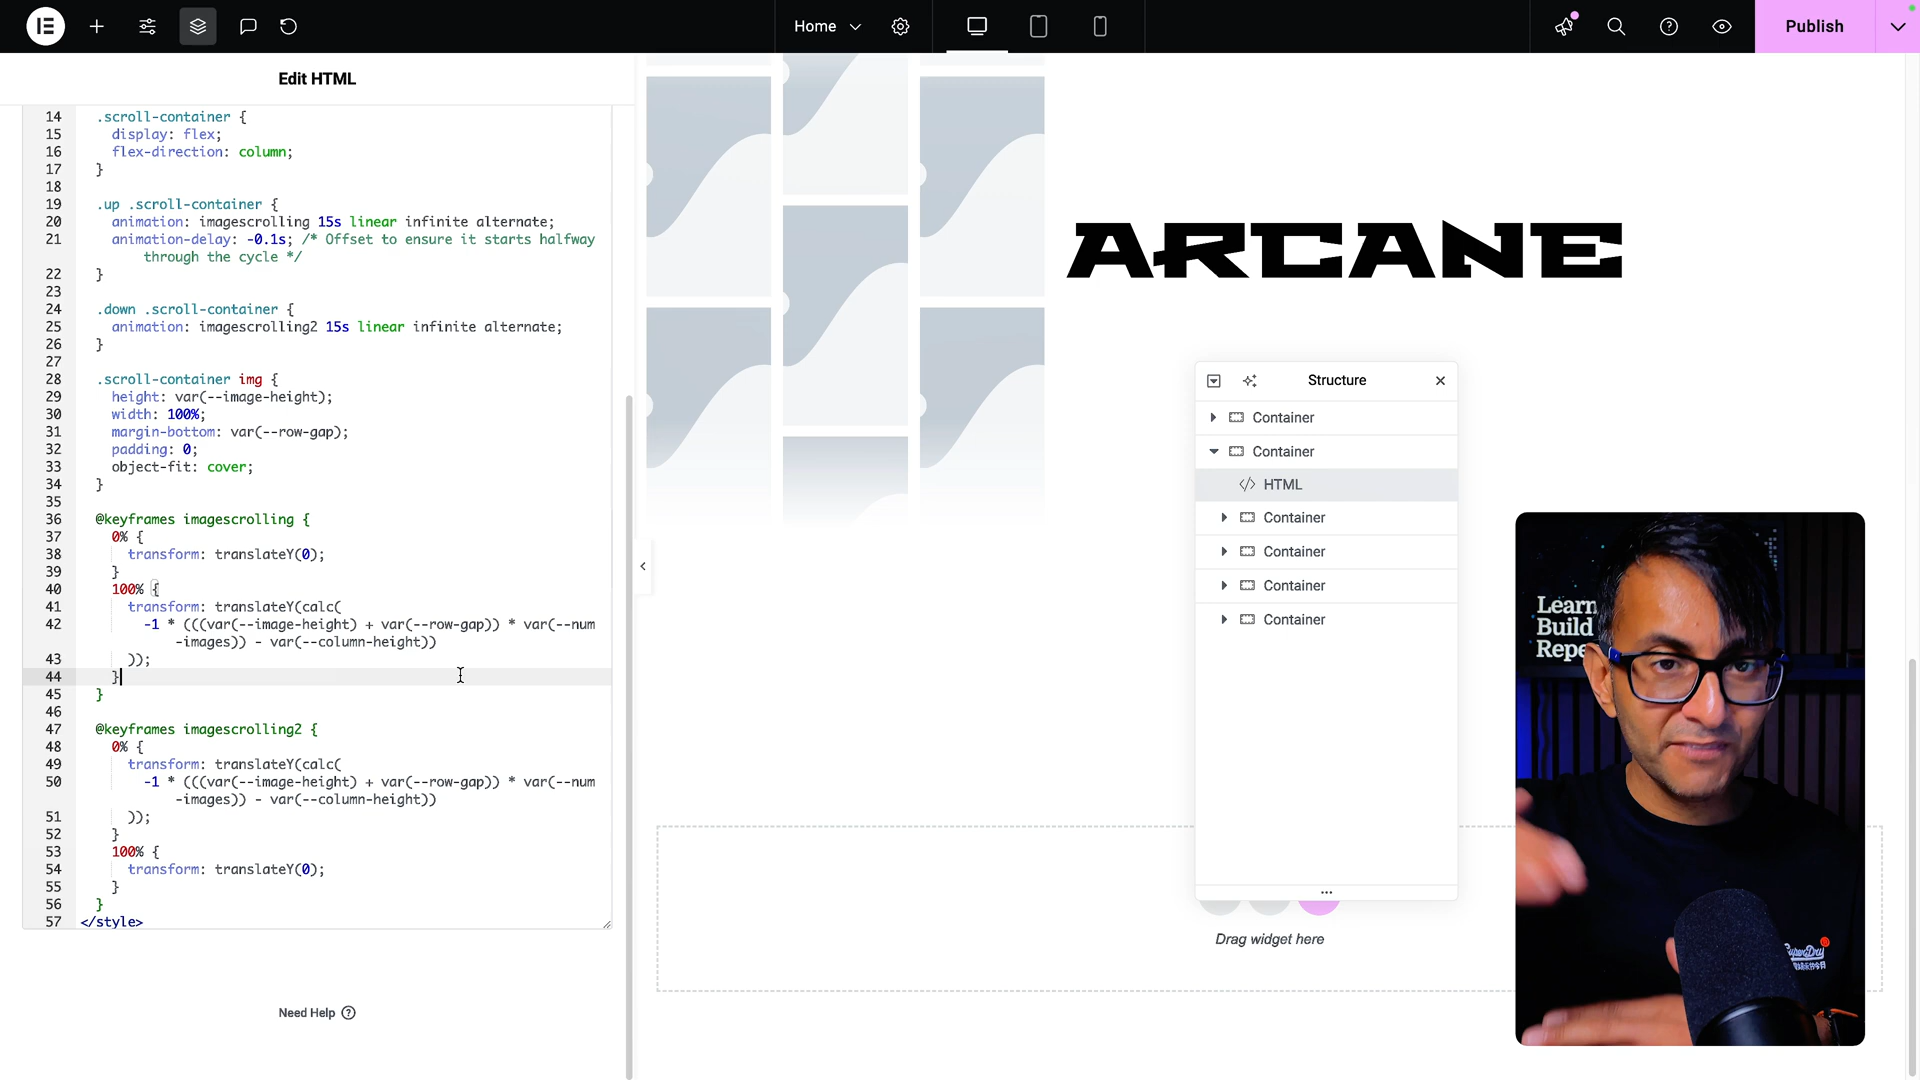 Home
Publish
Edit HTML
14 .scroll-container {
15 display: flex;
16 flex-direction: column;
17 }
18
19 .up .scroll-container {
20 animation: imagescrolling 15s linear infinite alternate;
21 animation-delay: -0.1s; /* Offset to ensure it starts halfway
through the cycle */
22 }
23
24 .down .scroll-container {
25 animation: imagescrolling2 15s linear infinite alternate;
26 }
27
28 .scroll-container img {
29 height: var(--image-height);
30 width: 100%;
31 margin-bottom: var(--row-gap);
32 padding: 0;
33 object-fit: cover;
34 }
35
36 @keyframes imagescrolling {
37 0% {
38 transform: translateY(0);
39 }
40 100% {
41 transform: translateY(calc(
42 -1 * (((var(--image-height) + var(--row-gap)) * var(--num
-images)) - var(--column-height))
43 ));
44 }
45 }
46
47 @keyframes imagescrolling2 {
48 0% {
49 transform: translateY(calc(
50 -1 * (((var(--image-height) + var(--row-gap)) * var(--num
-images)) - var(--column-height))
51 ));
52 }
53 100% {
54 transform: translateY(0);
55 }
56 }
57 </style>
Need Help
ARCANE
Structure
Container
Container
</> HTML
Container
Container
Container
Container
Drag widget here
Learn
Build
Repe